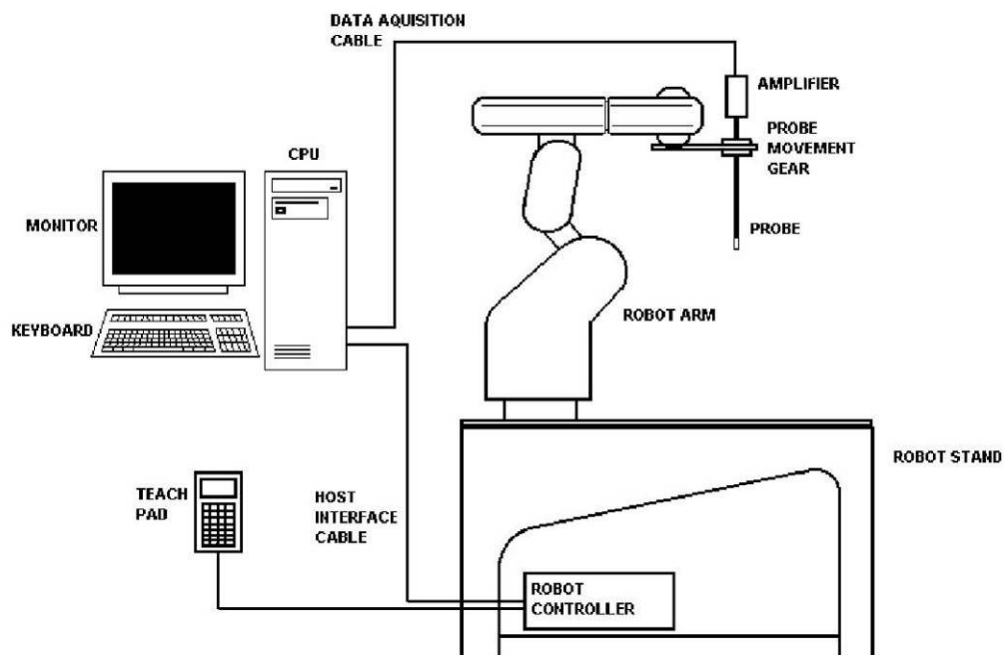 DATA AQUISITION
CABLE
AMPLIFIER
PROBE
MOVEMENT
GEAR
CPU
MONITOR
PROBE
KEYBOARD
ROBOT ARM
ROBOT STAND
TEACH
PAD
HOST
INTERFACE
CABLE
ROBOT
CONTROLLER